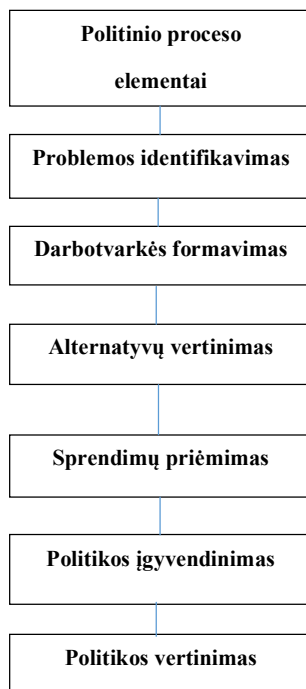 Politinio proceso
elementai
Problemos identifikavimas
Darbotvarkės formavimas
Alternatyvų vertinimas
Sprendimų priėmimas
Politikos įgyvendinimas
Politikos vertinimas